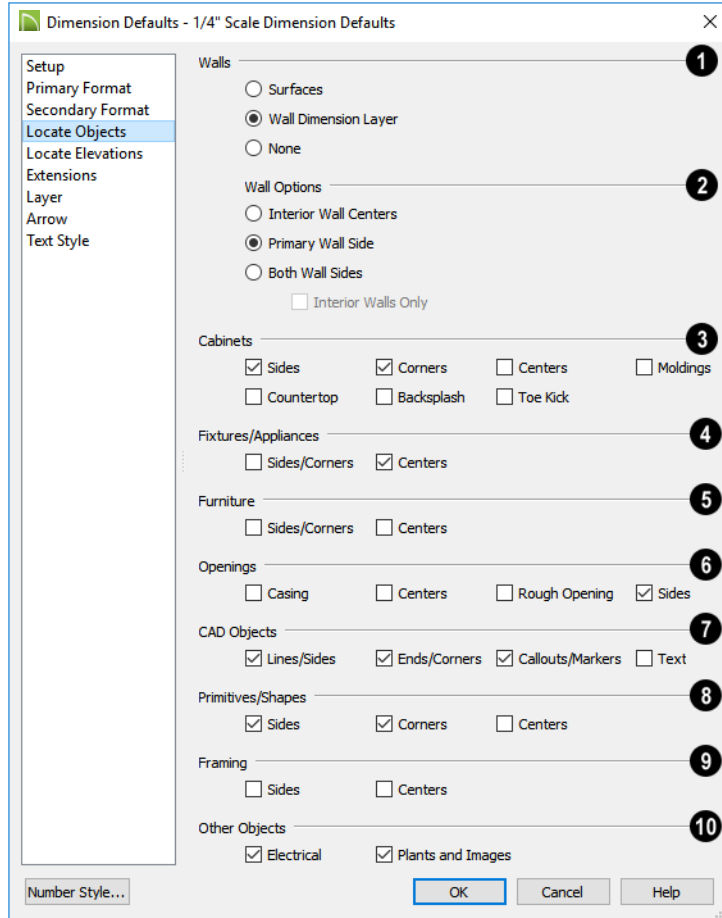 Dimension Defaults - 1/4" Scale Dimension Defaults
Setup
Primary Format
Secondary Format
Locate Objects
Locate Elevations
Extensions
Layer
Arrow
Text Style
Walls 1
Surfaces
Wall Dimension Layer
None
Wall Options 2
Interior Wall Centers
Primary Wall Side
Both Wall Sides
Interior Walls Only
Cabinets 3
Sides Corners Centers Moldings
Countertop Backsplash Toe Kick
Fixtures/Appliances 4
Sides/Corners Centers
Furniture 5
Sides/Corners Centers
Openings 6
Casing Centers Rough Opening Sides
CAD Objects 7
Lines/Sides Ends/Corners Callouts/Markers Text
Primitives/Shapes 8
Sides Corners Centers
Framing 9
Sides Centers
Other Objects 10
Electrical Plants and Images
Number Style... OK Cancel Help